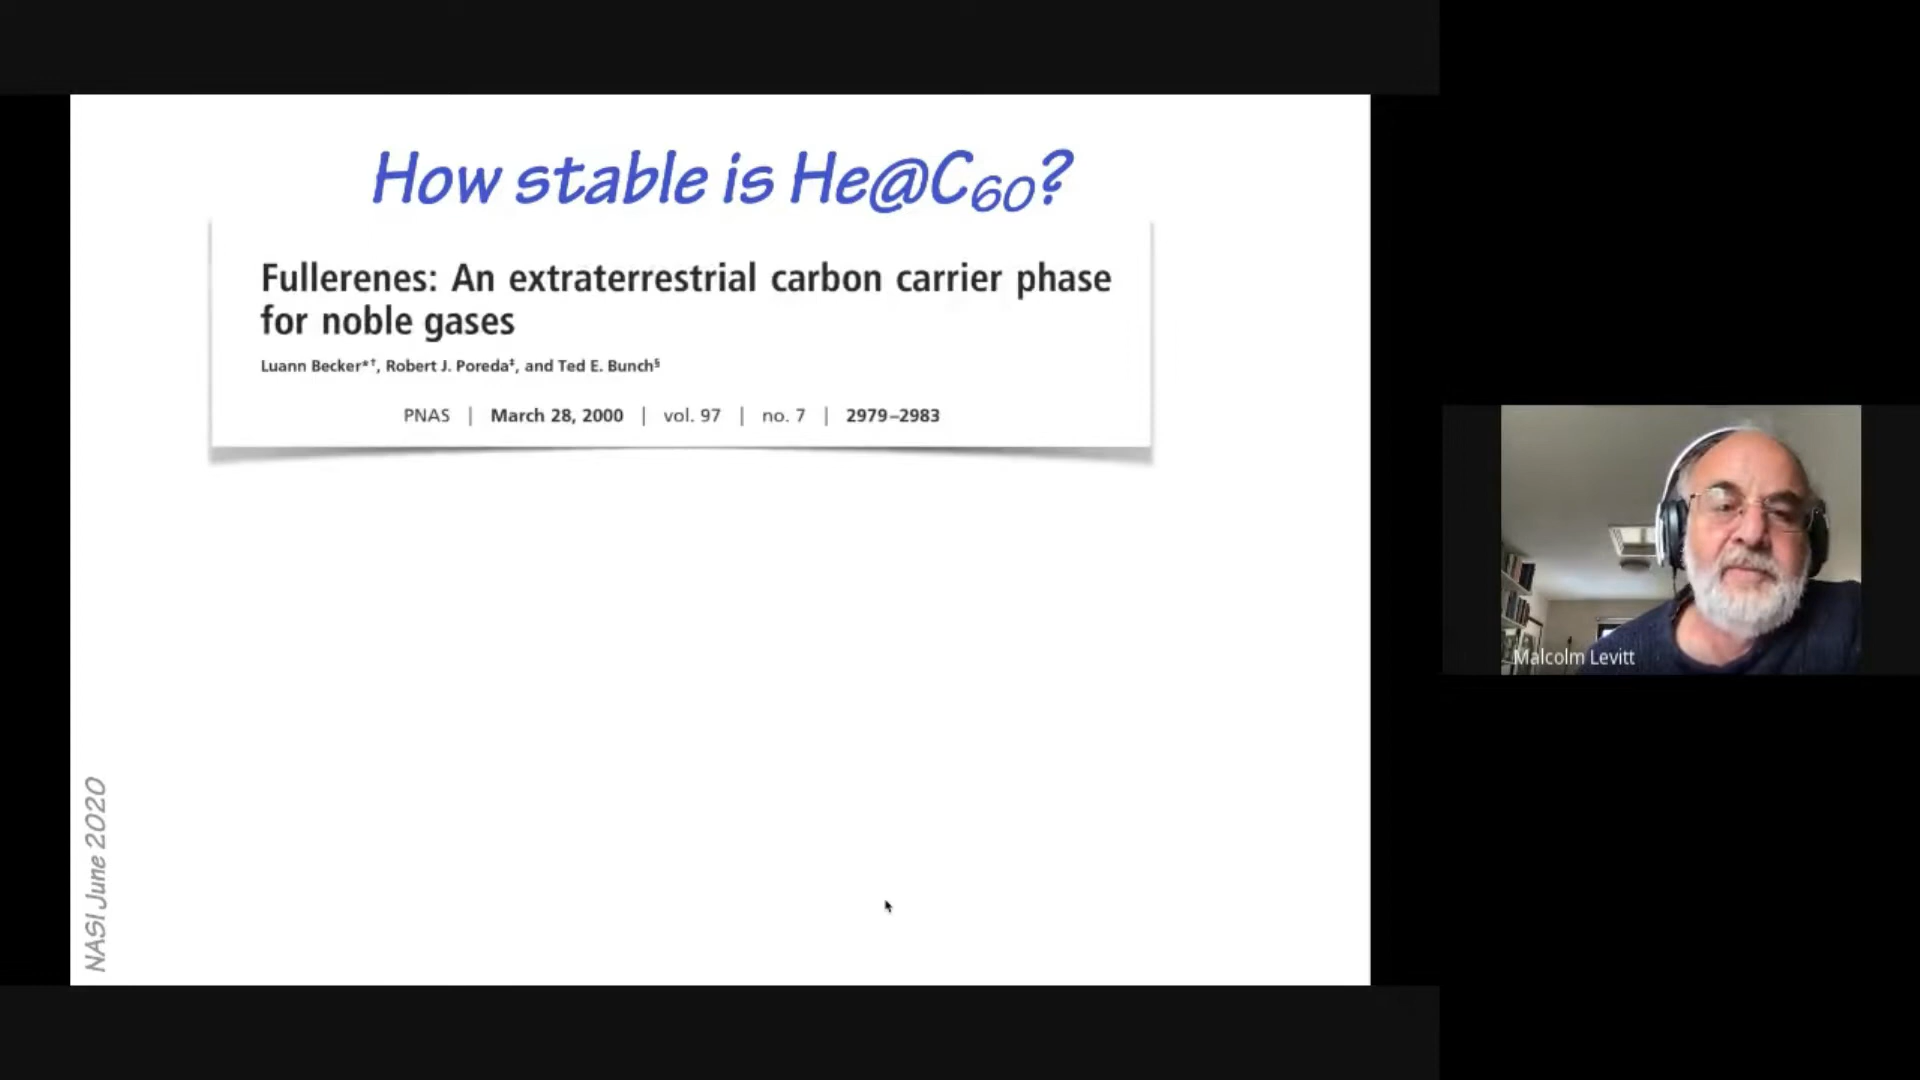 How stable is He@C60?
Fullerenes: An extraterrestrial carbon carrier phase
for noble gases
Luann Becker*†, Robert J. Poreda‡, and Ted E. Bunch§
PNAS | March 28, 2000 | vol. 97 | no. 7 | 2979–2983
NASI June 2020
Malcolm Levitt